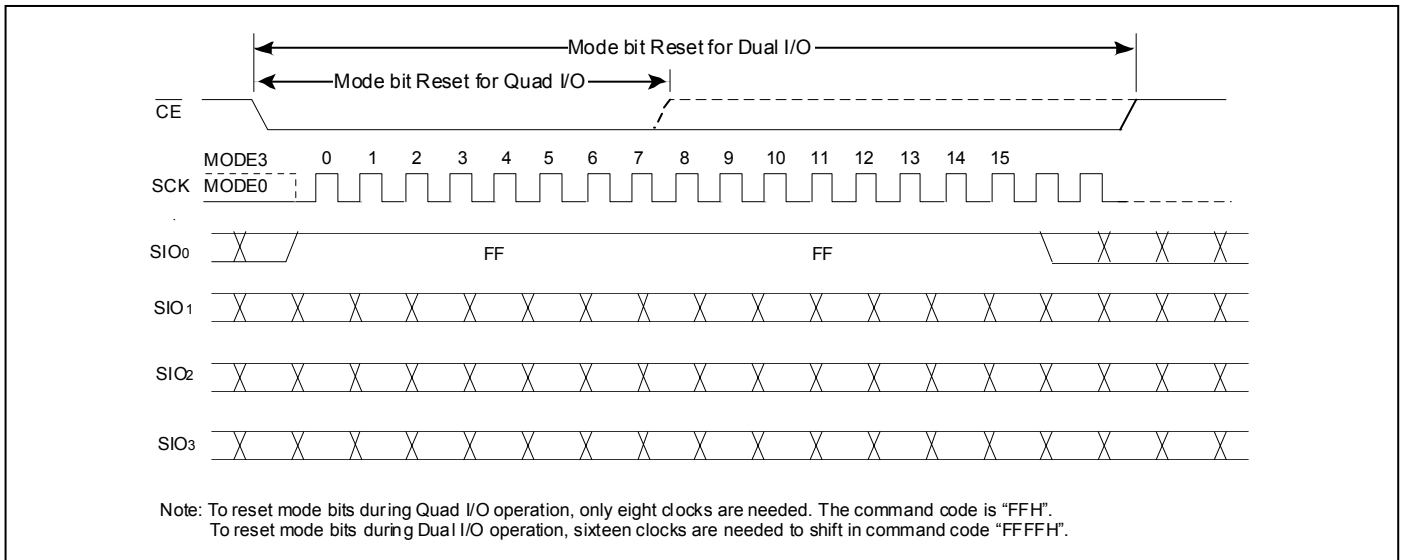 Mode bit Reset for Dual I/O
Mode bit Reset for Quad I/O
CE
MODE3 0 1 2 3 4 5 6 7 8 9 10 11 12 13 14 15
SCK MODE0
SIO0 FF FF
SIO1
SIO2
SIO3
Note: To reset mode bits during Quad I/O operation, only eight clocks are needed. The command code is “FFH”.
To reset mode bits during Dual I/O operation, sixteen clocks are needed to shift in command code “FFFFH”.